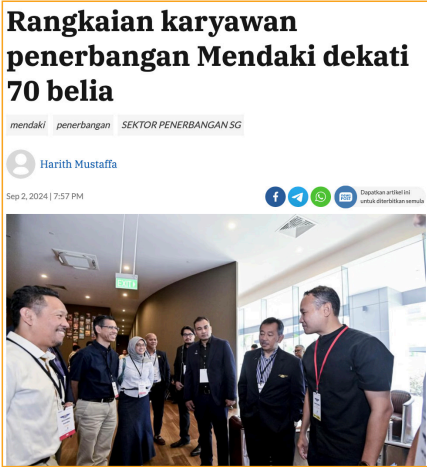 Rangkaian karyawan
penerbangan Mendaki dekati
70 belia
mendaki penerbangan SEKTOR PENERBANGAN SG
Harith Mustaffa
Sep 2, 2024 | 7:57 PM
Dapatkan artikel ini
untuk diterbitkan semula